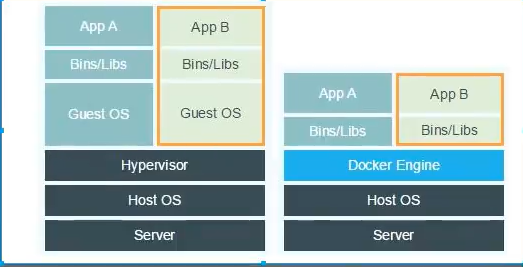 App A
App B
Bins/Libs
Bins/Libs
Guest OS
Guest OS
Hypervisor
Host OS
Server
App A
App B
Bins/Libs
Bins/Libs
Docker Engine
Host OS
Server